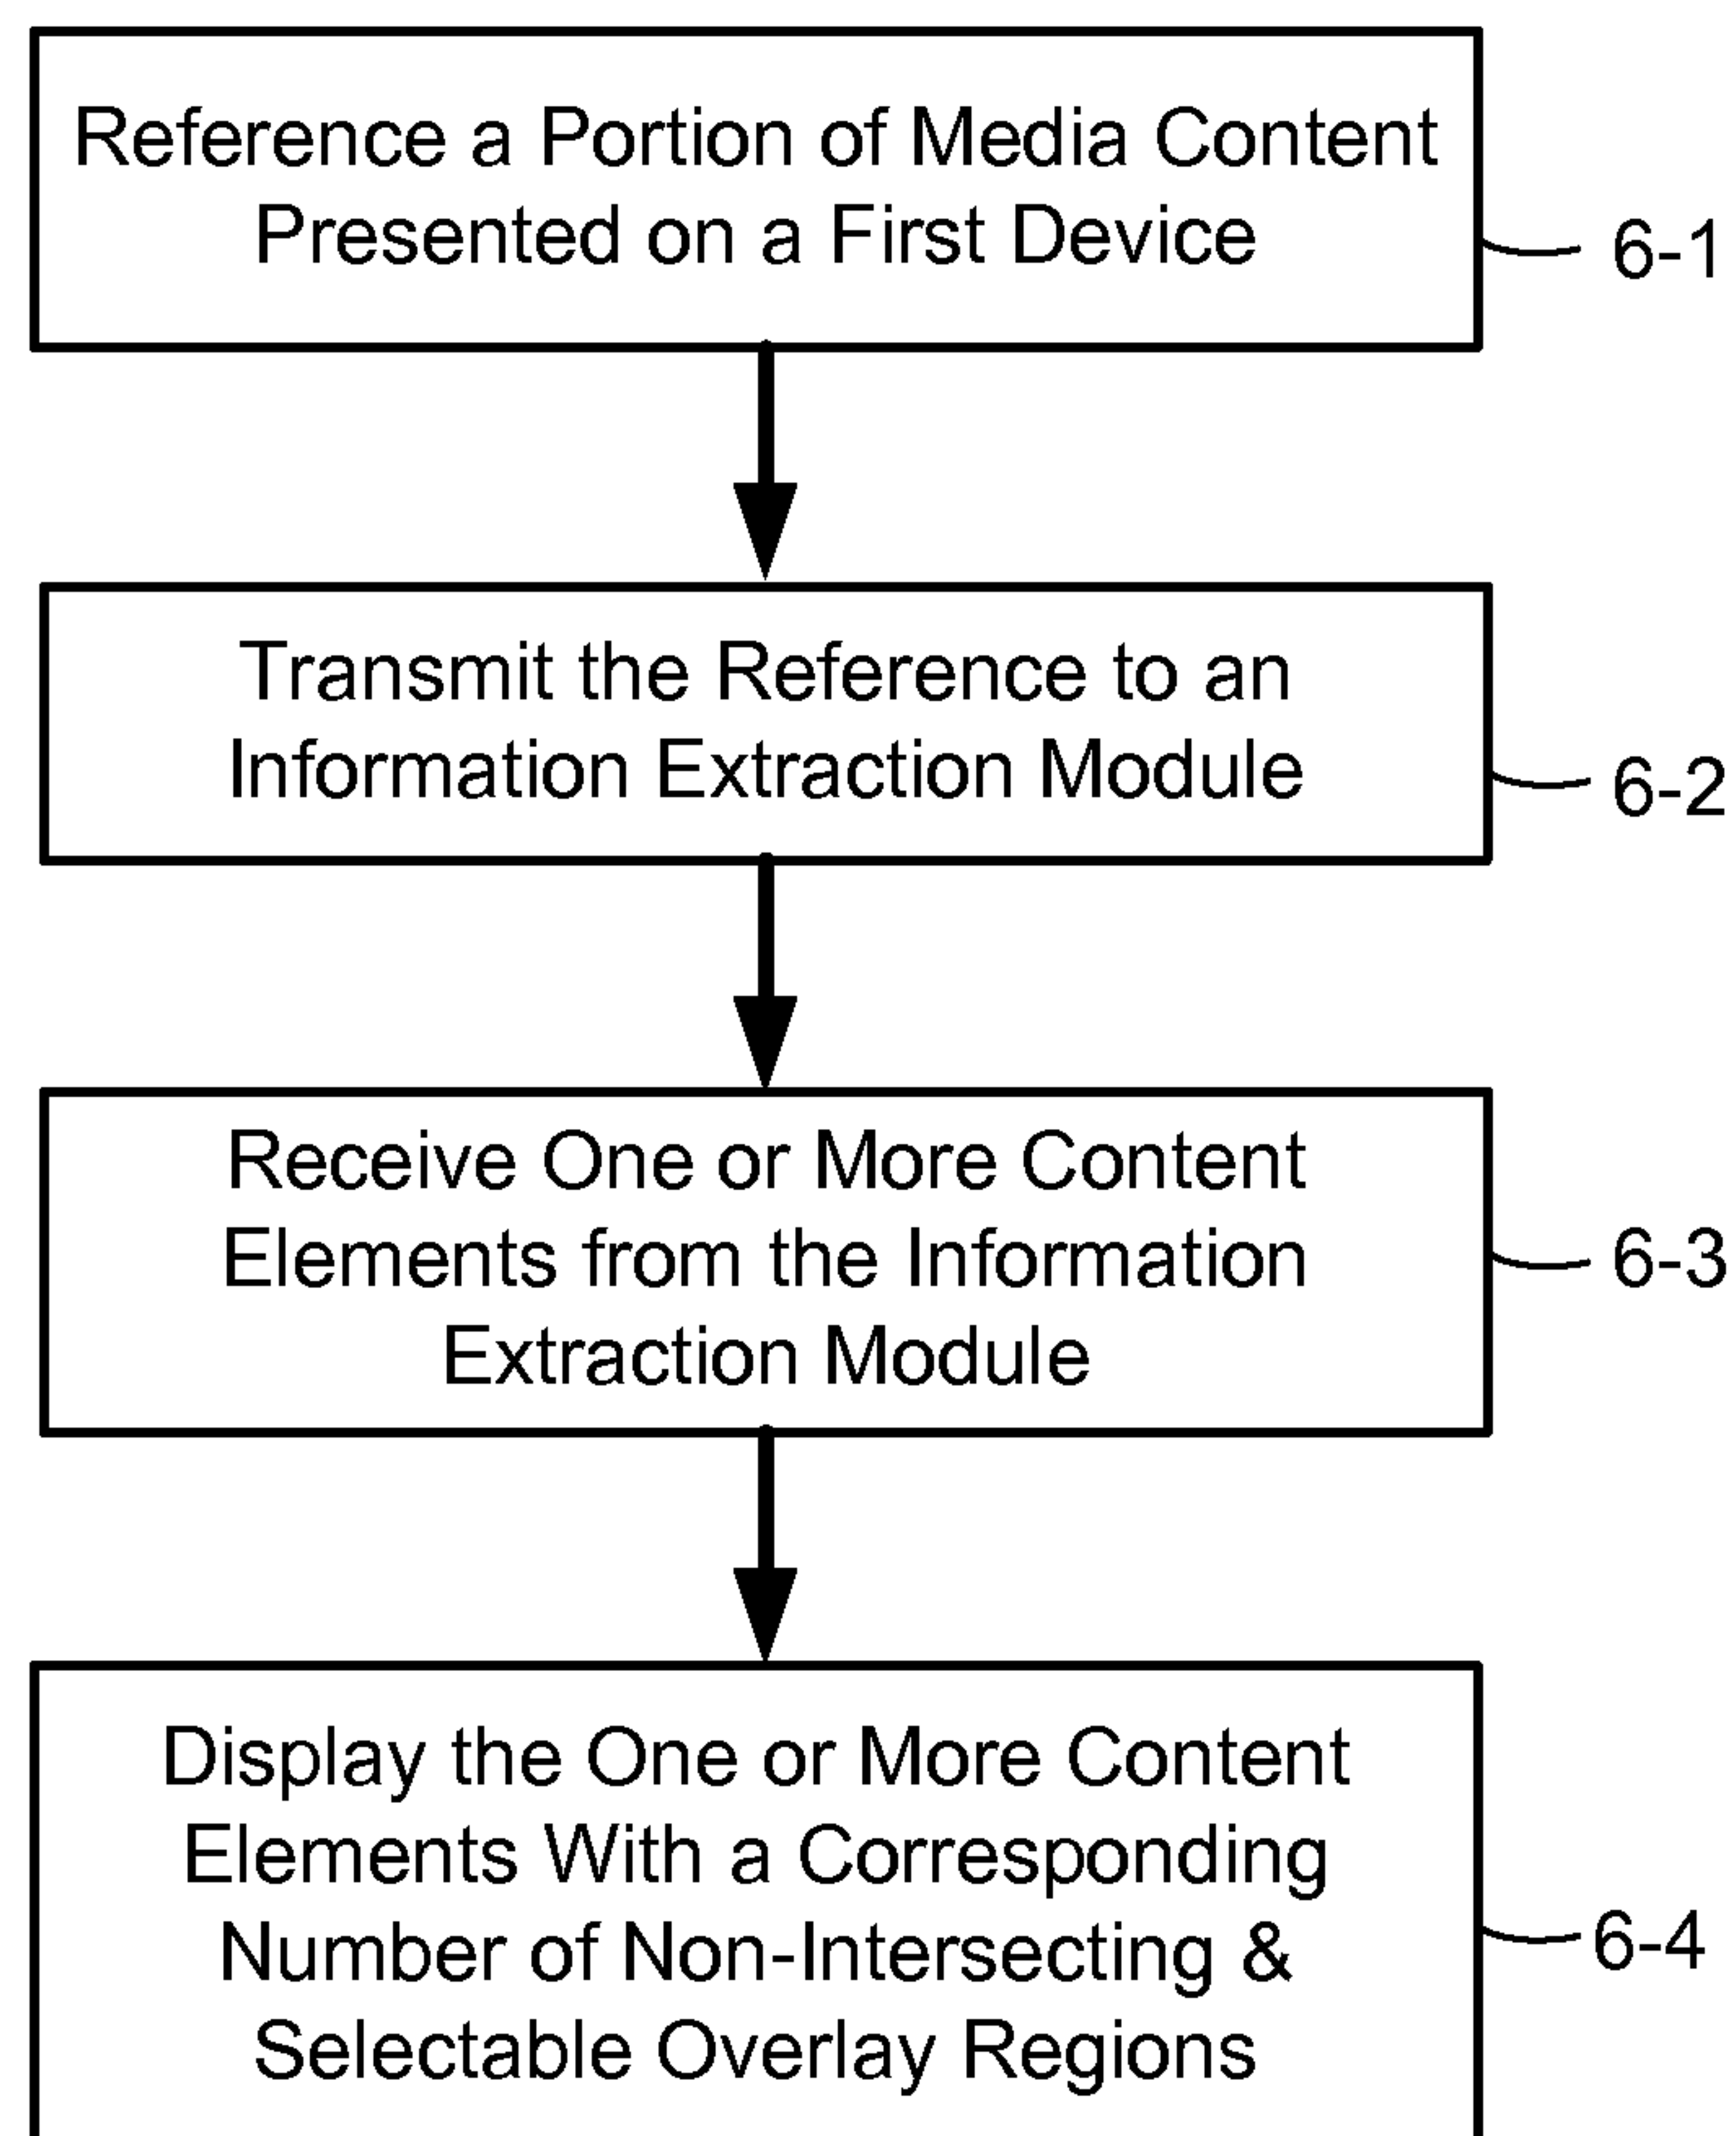 Reference a Portion of Media Content
Presented on a First Device
6-1
Transmit the Reference to an
Information Extraction Module
6-2
Receive One or More Content
Elements from the Information
Extraction Module
6-3
Display the One or More Content
Elements With a Corresponding
Number of Non-Intersecting &
Selectable Overlay Regions
6-4